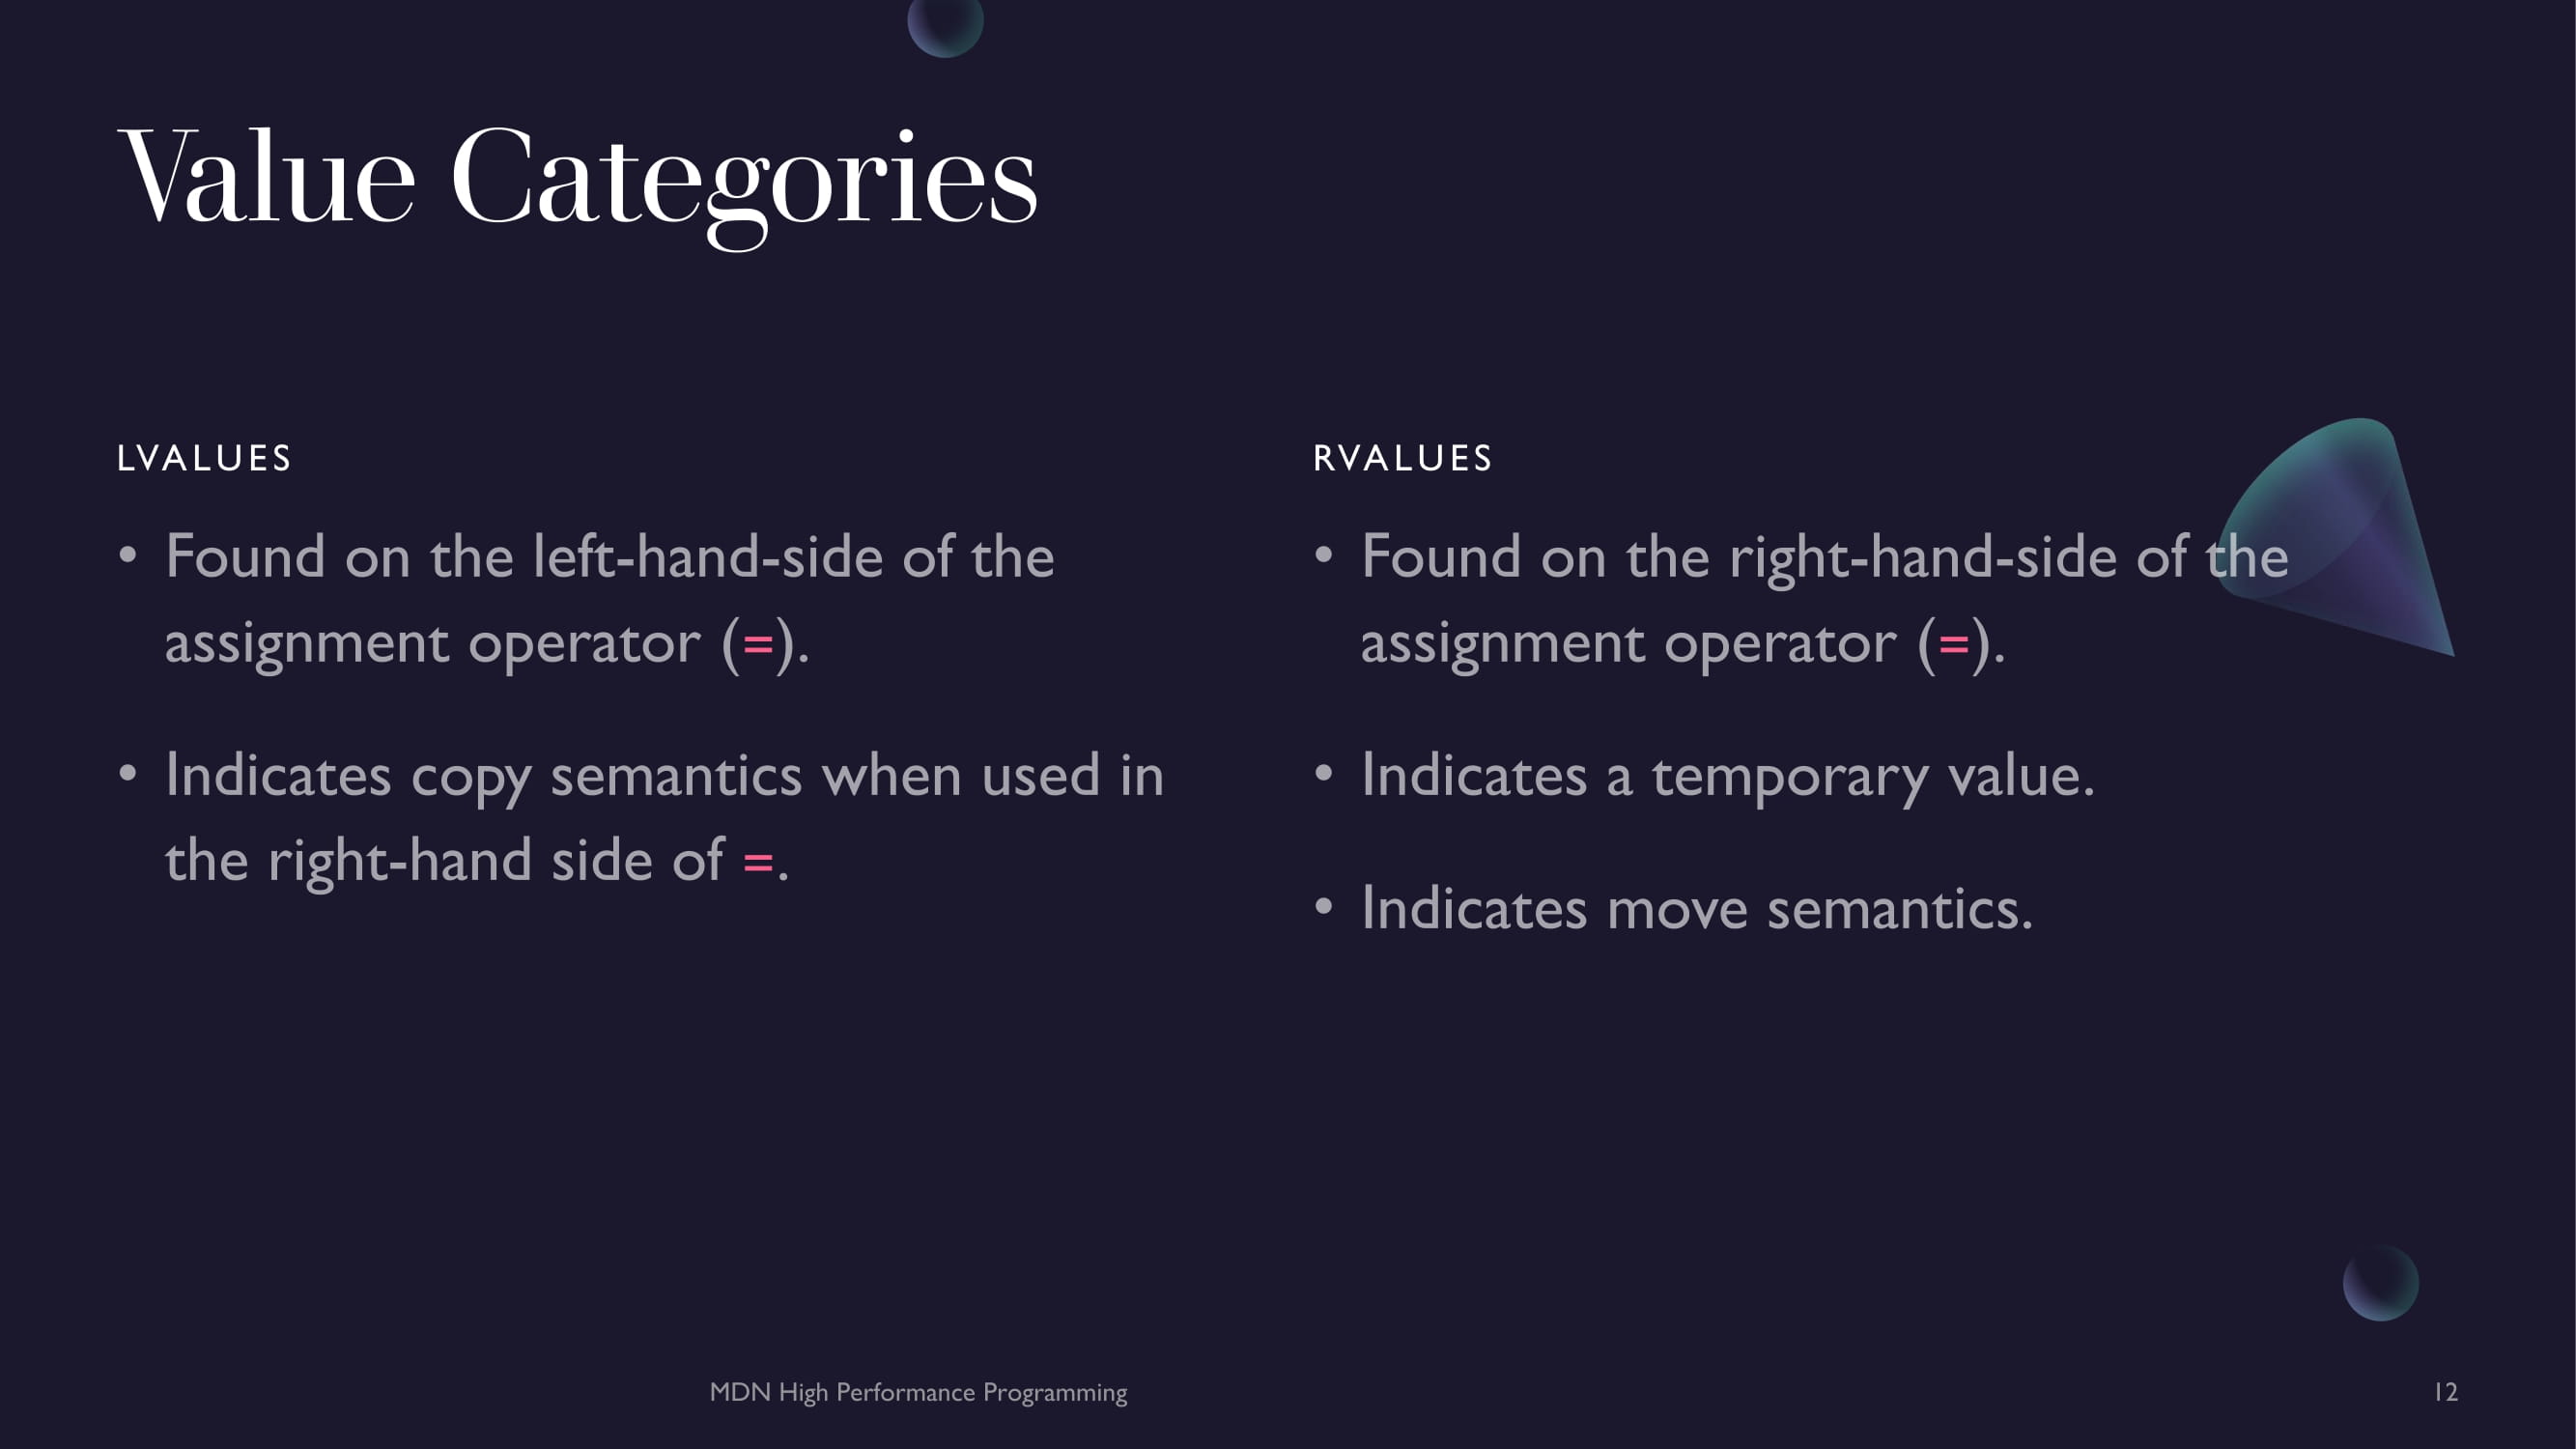 Value Categories
LVALUES
• Found on the left-hand-side of the
assignment operator (=).
• Indicates copy semantics when used in
the right-hand side of =.
RVALUES
• Found on the right-hand-side of the
assignment operator (=).
• Indicates a temporary value.
• Indicates move semantics.
MDN High Performance Programming
12